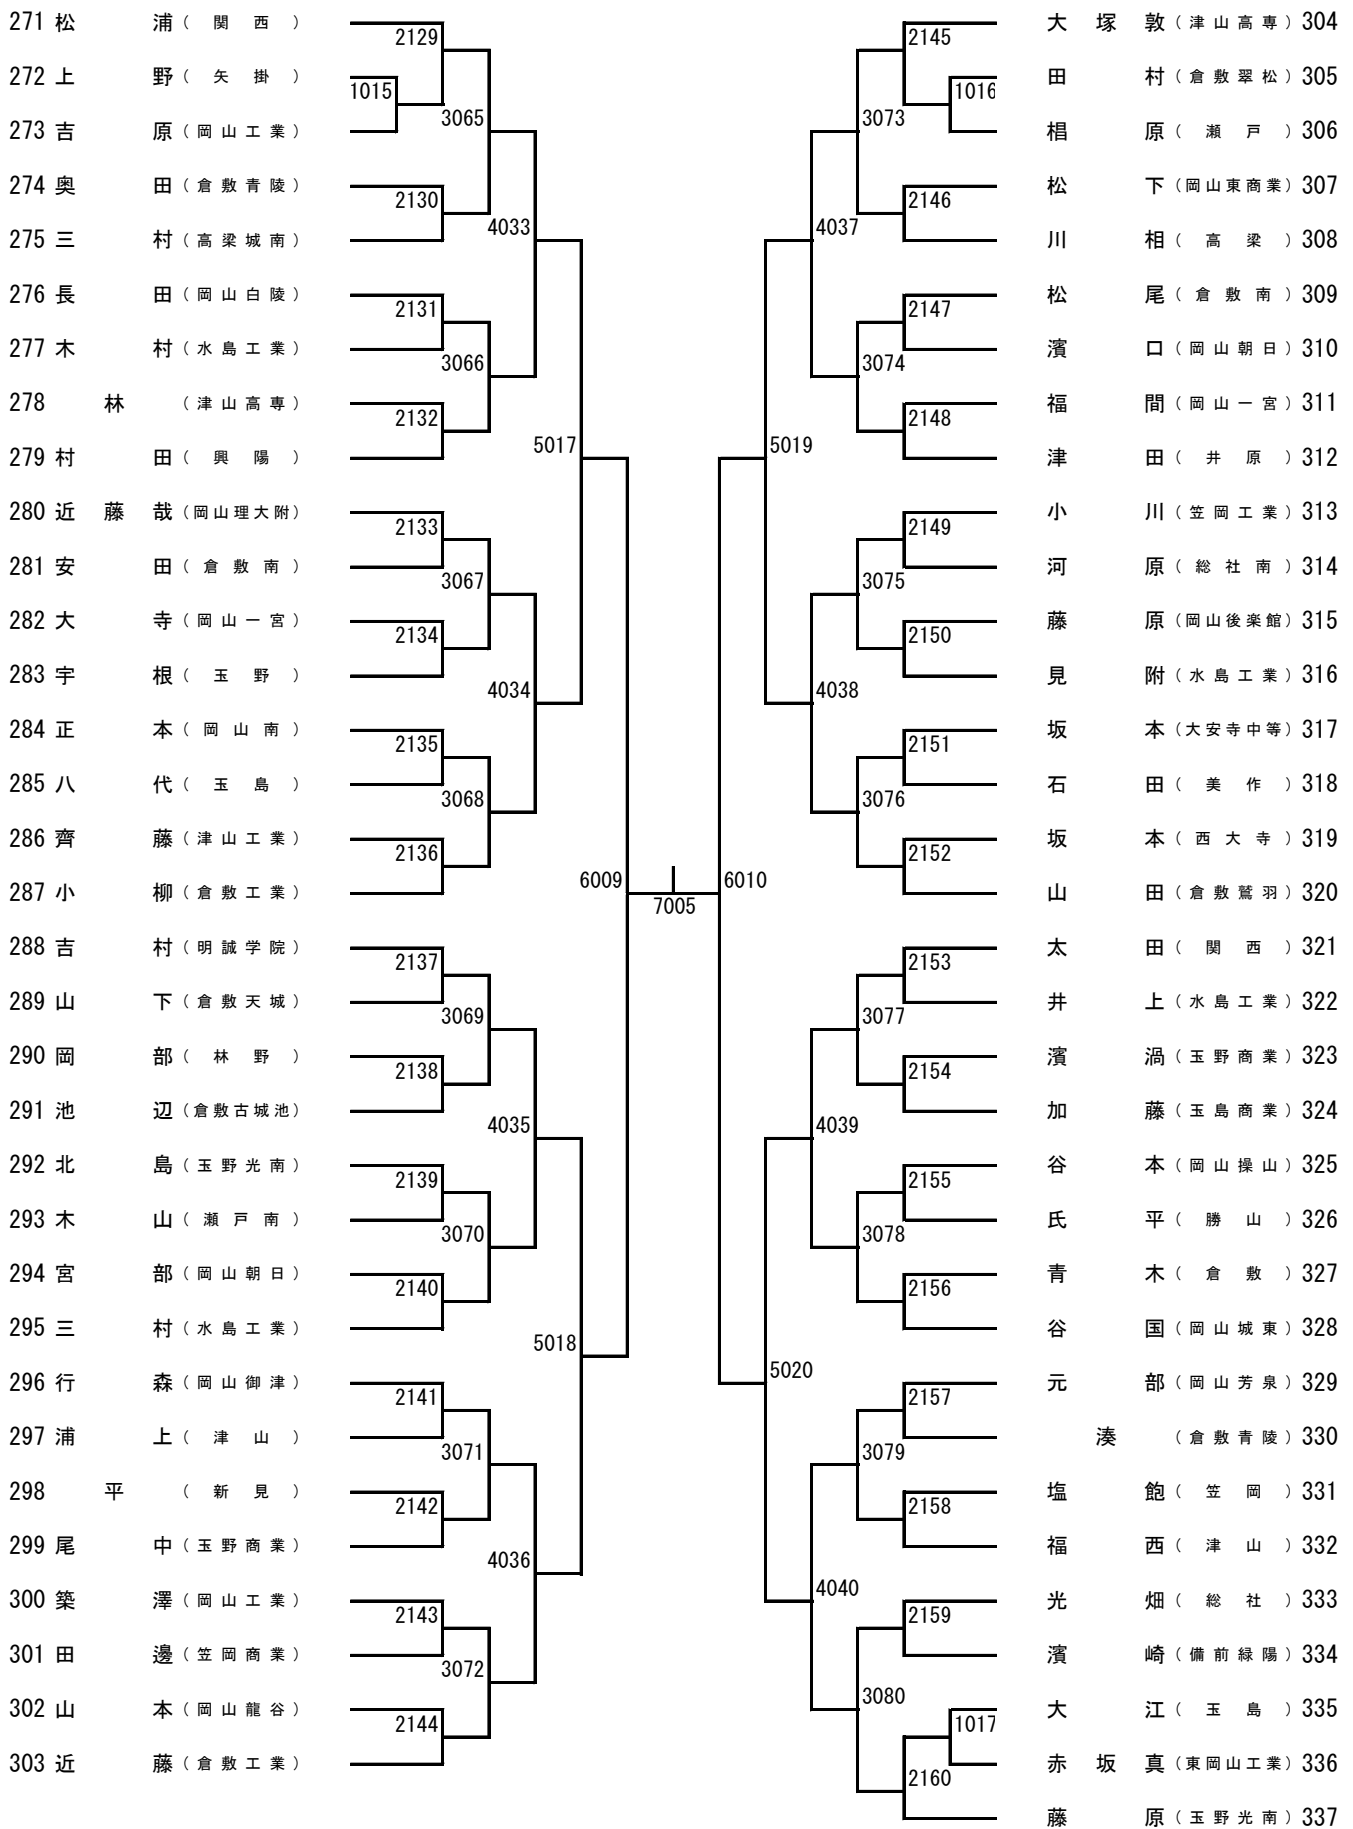 271 松浦（関西）
272 上野（矢掛）
273 吉原（岡山工業）
274 奥田（倉敷青陵）
275 三村（高梁城南）
276 長田（岡山白陵）
277 木村（水島工業）
278 林（津山高専）
279 村田（興陽）
280 近藤哉（岡山理大附）
281 安田（倉敷南）
282 大寺（岡山一宮）
283 宇根（玉野）
284 正本（岡山南）
285 八代（玉島）
286 齊藤（津山工業）
287 小柳（倉敷工業）
288 吉村（明誠学院）
289 山下（倉敷天城）
290 岡部（林野）
291 池辺（倉敷古城池）
292 北島（玉野光南）
293 木山（瀬戸南）
294 宮部（岡山朝日）
295 三村（水島工業）
296 行森（岡山御津）
297 浦上（津山）
298 平（新見）
299 尾中（玉野商業）
300 築澤（岡山工業）
301 田邊（笠岡商業）
302 山本（岡山龍谷）
303 近藤（倉敷工業）
2129
1015
3065
2130
4033
2131
3066
2132
5017
2133
3067
2134
4034
2135
3068
2136
6009
2137
3069
2138
4035
2139
3070
2140
5018
2141
3071
2142
4036
2143
3072
2144
7005
2145
1016
3073
2146
4037
2147
3074
2148
5019
2149
3075
2150
4038
2151
3076
2152
6010
2153
3077
2154
4039
2155
3078
2156
5020
2157
3079
2158
4040
2159
3080
1017
2160
大塚敦（津山高専）304
田村（倉敷翠松）305
椙原（瀬戸）306
松下（岡山東商業）307
川相（高梁）308
松尾（倉敷南）309
濱口（岡山朝日）310
福間（岡山一宮）311
津田（井原）312
小川（笠岡工業）313
河原（総社南）314
藤原（岡山後楽館）315
見附（水島工業）316
坂本（大安寺中等）317
石田（美作）318
坂本（西大寺）319
山田（倉敷鷲羽）320
太田（関西）321
井上（水島工業）322
濱渦（玉野商業）323
加藤（玉島商業）324
谷本（岡山操山）325
氏平（勝山）326
青木（倉敷）327
谷国（岡山城東）328
元部（岡山芳泉）329
湊（倉敷青陵）330
塩飽（笠岡）331
福西（津山）332
光畑（総社）333
濱崎（備前緑陽）334
大江（玉島）335
赤坂真（東岡山工業）336
藤原（玉野光南）337